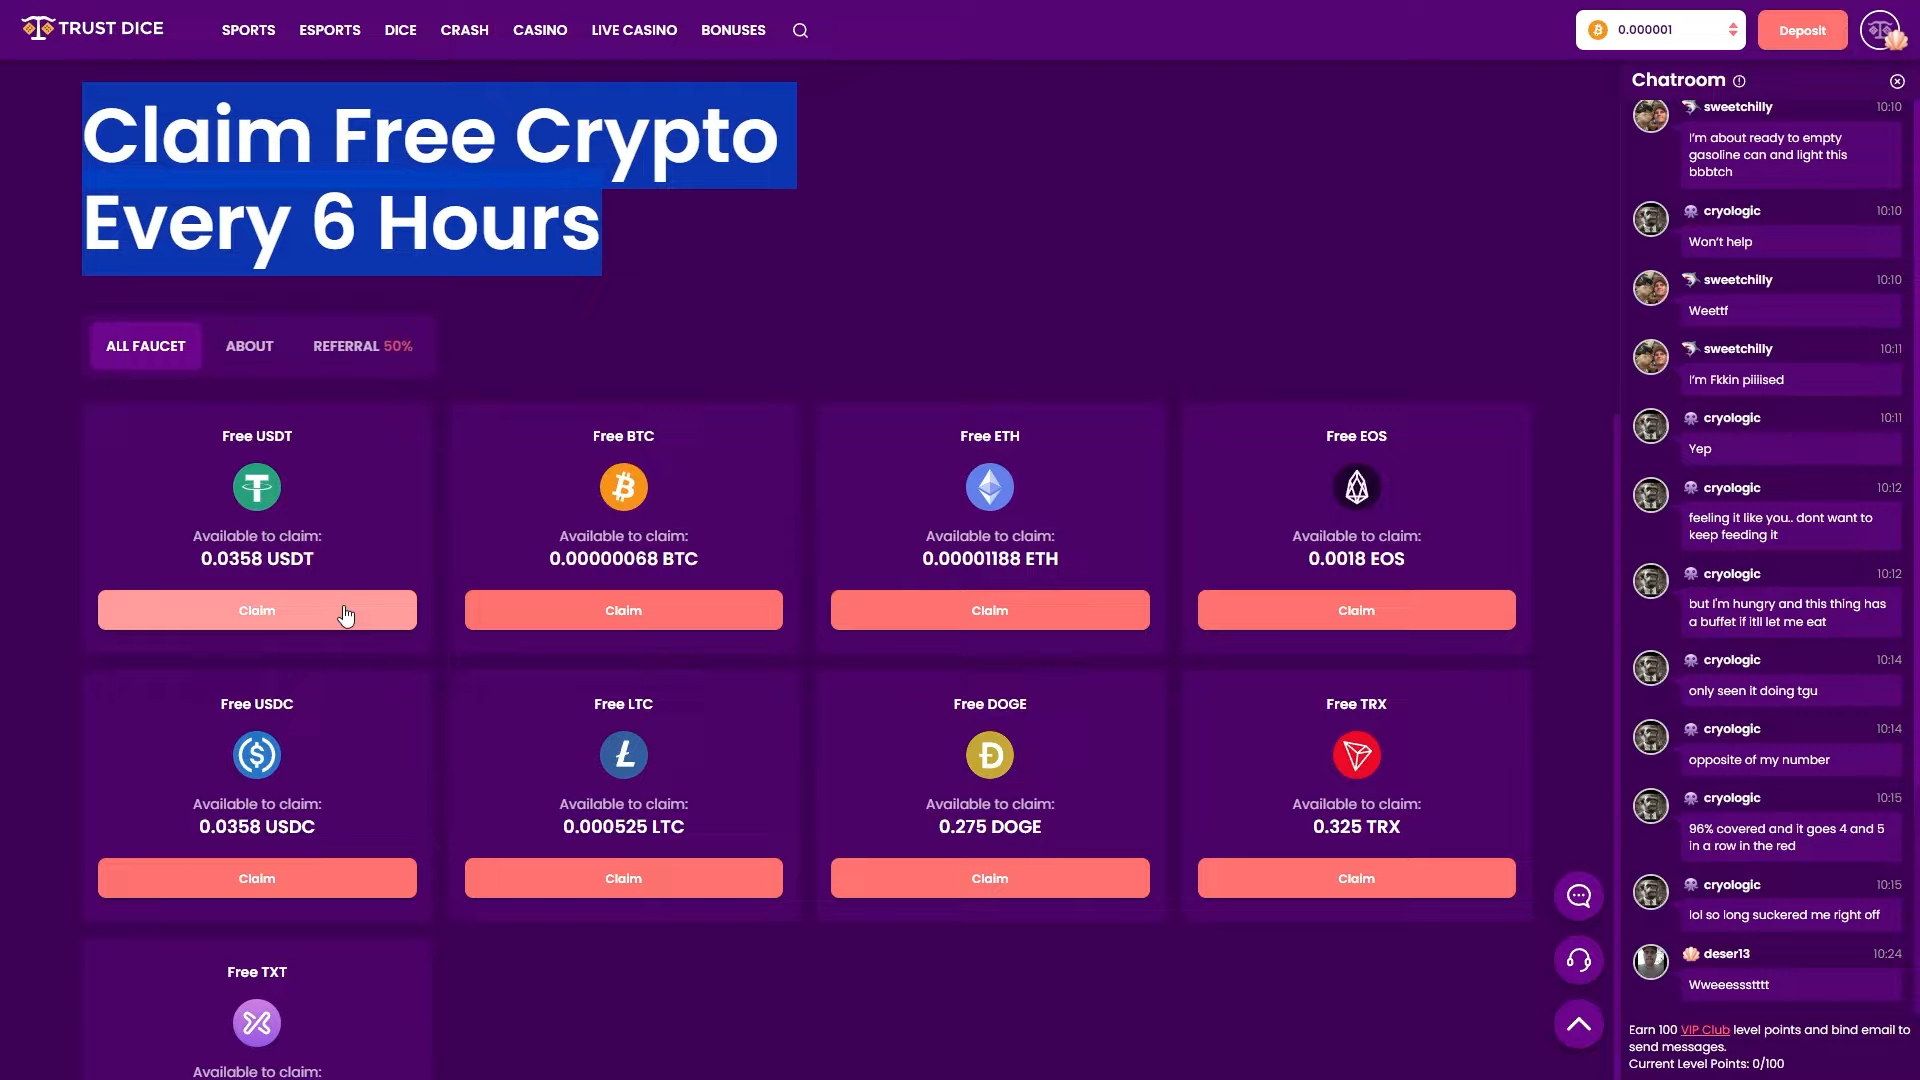 TRUST DICE
SPORTS
ESPORTS
DICE
CRASH
CASINO
LIVE CASINO
BONUSES
0.000001
Deposit
Claim Free Crypto
Every 6 Hours
ALL FAUCET
ABOUT
REFERRAL 50%
Free USDT
Available to claim:
0.0358 USDT
Claim
Free BTC
Available to claim:
0.00000068 BTC
Claim
Free ETH
Available to claim:
0.00001188 ETH
Claim
Free EOS
Available to claim:
0.0018 EOS
Claim
Free USDC
Available to claim:
0.0358 USDC
Claim
Free LTC
Available to claim:
0.000525 LTC
Claim
Free DOGE
Available to claim:
0.275 DOGE
Claim
Free TRX
Available to claim:
0.325 TRX
Claim
Free TXT
Available to claim:
Chatroom
sweetchilly 10:10
I'm about ready to empty
gasoline can and light this
bbbtch
cryologic 10:10
Won't help
sweetchilly 10:10
Weettf
sweetchilly 10:11
I'm Fkkin piiiised
cryologic 10:11
Yep
cryologic 10:12
feeling it like you.. dont want to
keep feeding it
cryologic 10:12
but I'm hungry and this thing has
a buffet if itll let me eat
cryologic 10:14
only seen it doing tgu
cryologic 10:14
opposite of my number
cryologic 10:15
96% covered and it goes 4 and 5
in a row in the red
cryologic 10:15
lol so long suckered me right off
deser13 10:24
Wweeessstttt
Earn 100 VIP Club level points and bind email to
send messages.
Current Level Points: 0/100